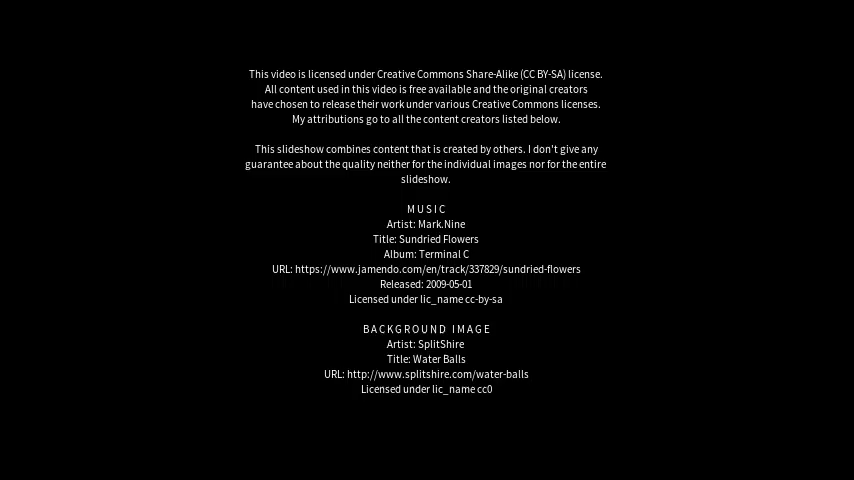 This video is licensed under Creative Commons Share-Alike (CC BY-SA) license.
All content used in this video is free available and the original creators
have chosen to release their work under various Creative Commons licenses.
My attributions go to all the content creators listed below.
This slideshow combines content that is created by others. I don't give any
guarantee about the quality neither for the individual images nor for the entire
slideshow.
MUSIC
Artist: Mark.Nine
Title: Sundried Flowers
Album: Terminal C
URL: https://www.jamendo.com/en/track/337829/sundried-flowers
Released: 2009-05-01
Licensed under lic_name cc-by-sa
BACKGROUND IMAGE
Artist: SplitShire
Title: Water Balls
URL: http://www.splitshire.com/water-balls
Licensed under lic_name cc0